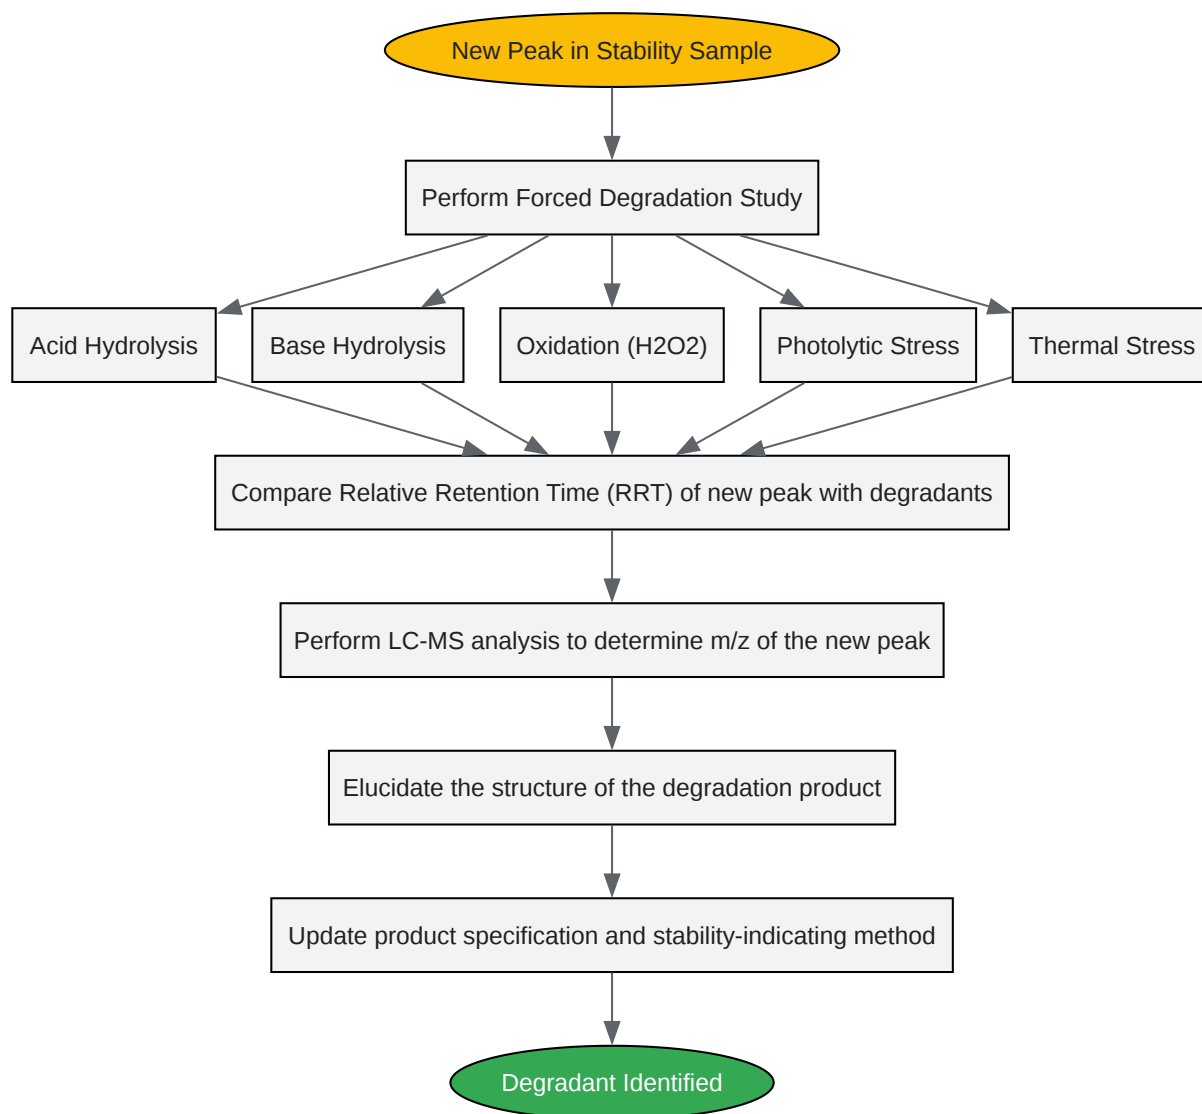 New Peak in Stability Sample
Perform Forced Degradation Study
Acid Hydrolysis
Base Hydrolysis
Oxidation (H2O2)
Photolytic Stress
Thermal Stress
Compare Relative Retention Time (RRT) of new peak with degradants
Perform LC-MS analysis to determine m/z of the new peak
Elucidate the structure of the degradation product
Update product specification and stability-indicating method
Degradant Identified